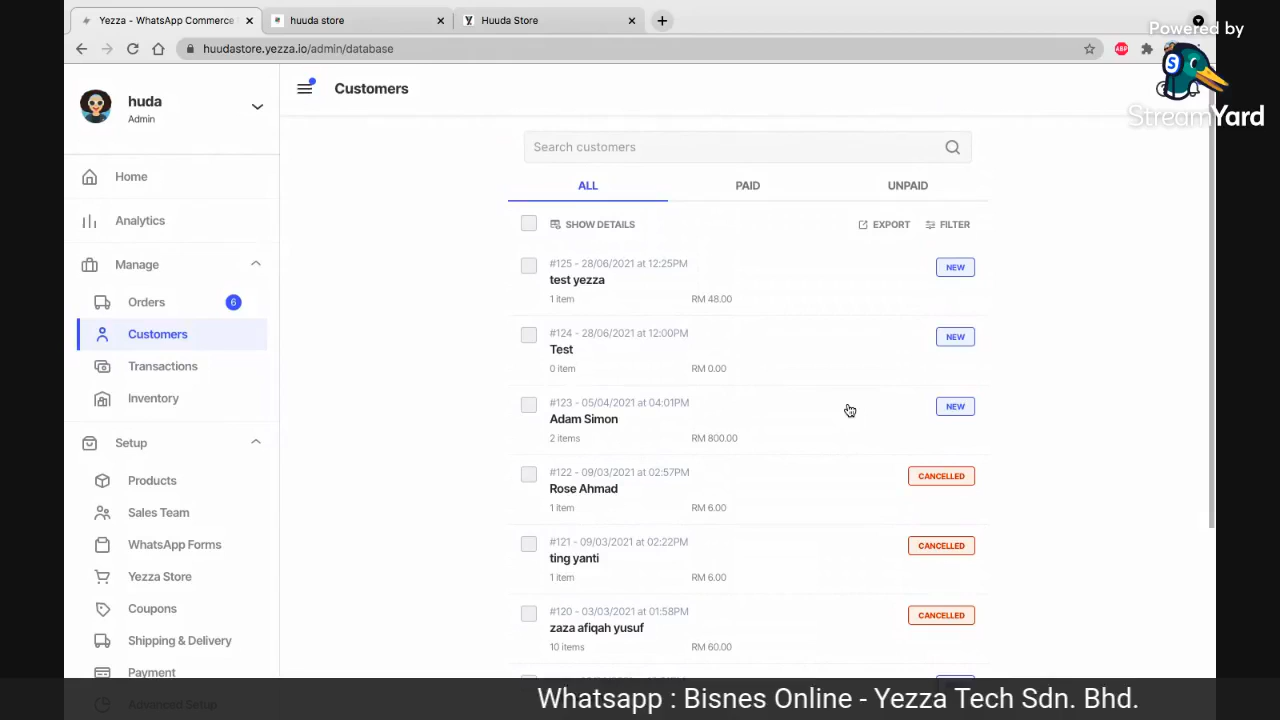 Yezza - WhatsApp Commerce
huuda store
Huuda Store
huudastore.yezza.io/admin/database
Powered by
StreamYard
huda
Admin
Customers
Home
Analytics
Manage
Orders
6
Customers
Transactions
Inventory
Setup
Products
Sales Team
WhatsApp Forms
Yezza Store
Coupons
Shipping & Delivery
Payment
Advanced Setup
Search customers
ALL
PAID
UNPAID
SHOW DETAILS
EXPORT
FILTER
#125 - 28/06/2021 at 12:25PM
NEW
test yezza
1 item
RM 48.00
#124 - 28/06/2021 at 12:00PM
NEW
Test
0 item
RM 0.00
#123 - 05/04/2021 at 04:01PM
NEW
Adam Simon
2 items
RM 800.00
#122 - 09/03/2021 at 02:57PM
CANCELLED
Rose Ahmad
1 item
RM 6.00
#121 - 09/03/2021 at 02:22PM
CANCELLED
ting yanti
1 item
RM 6.00
#120 - 03/03/2021 at 01:58PM
CANCELLED
zaza afiqah yusuf
10 items
RM 60.00
Whatsapp : Bisnes Online - Yezza Tech Sdn. Bhd.